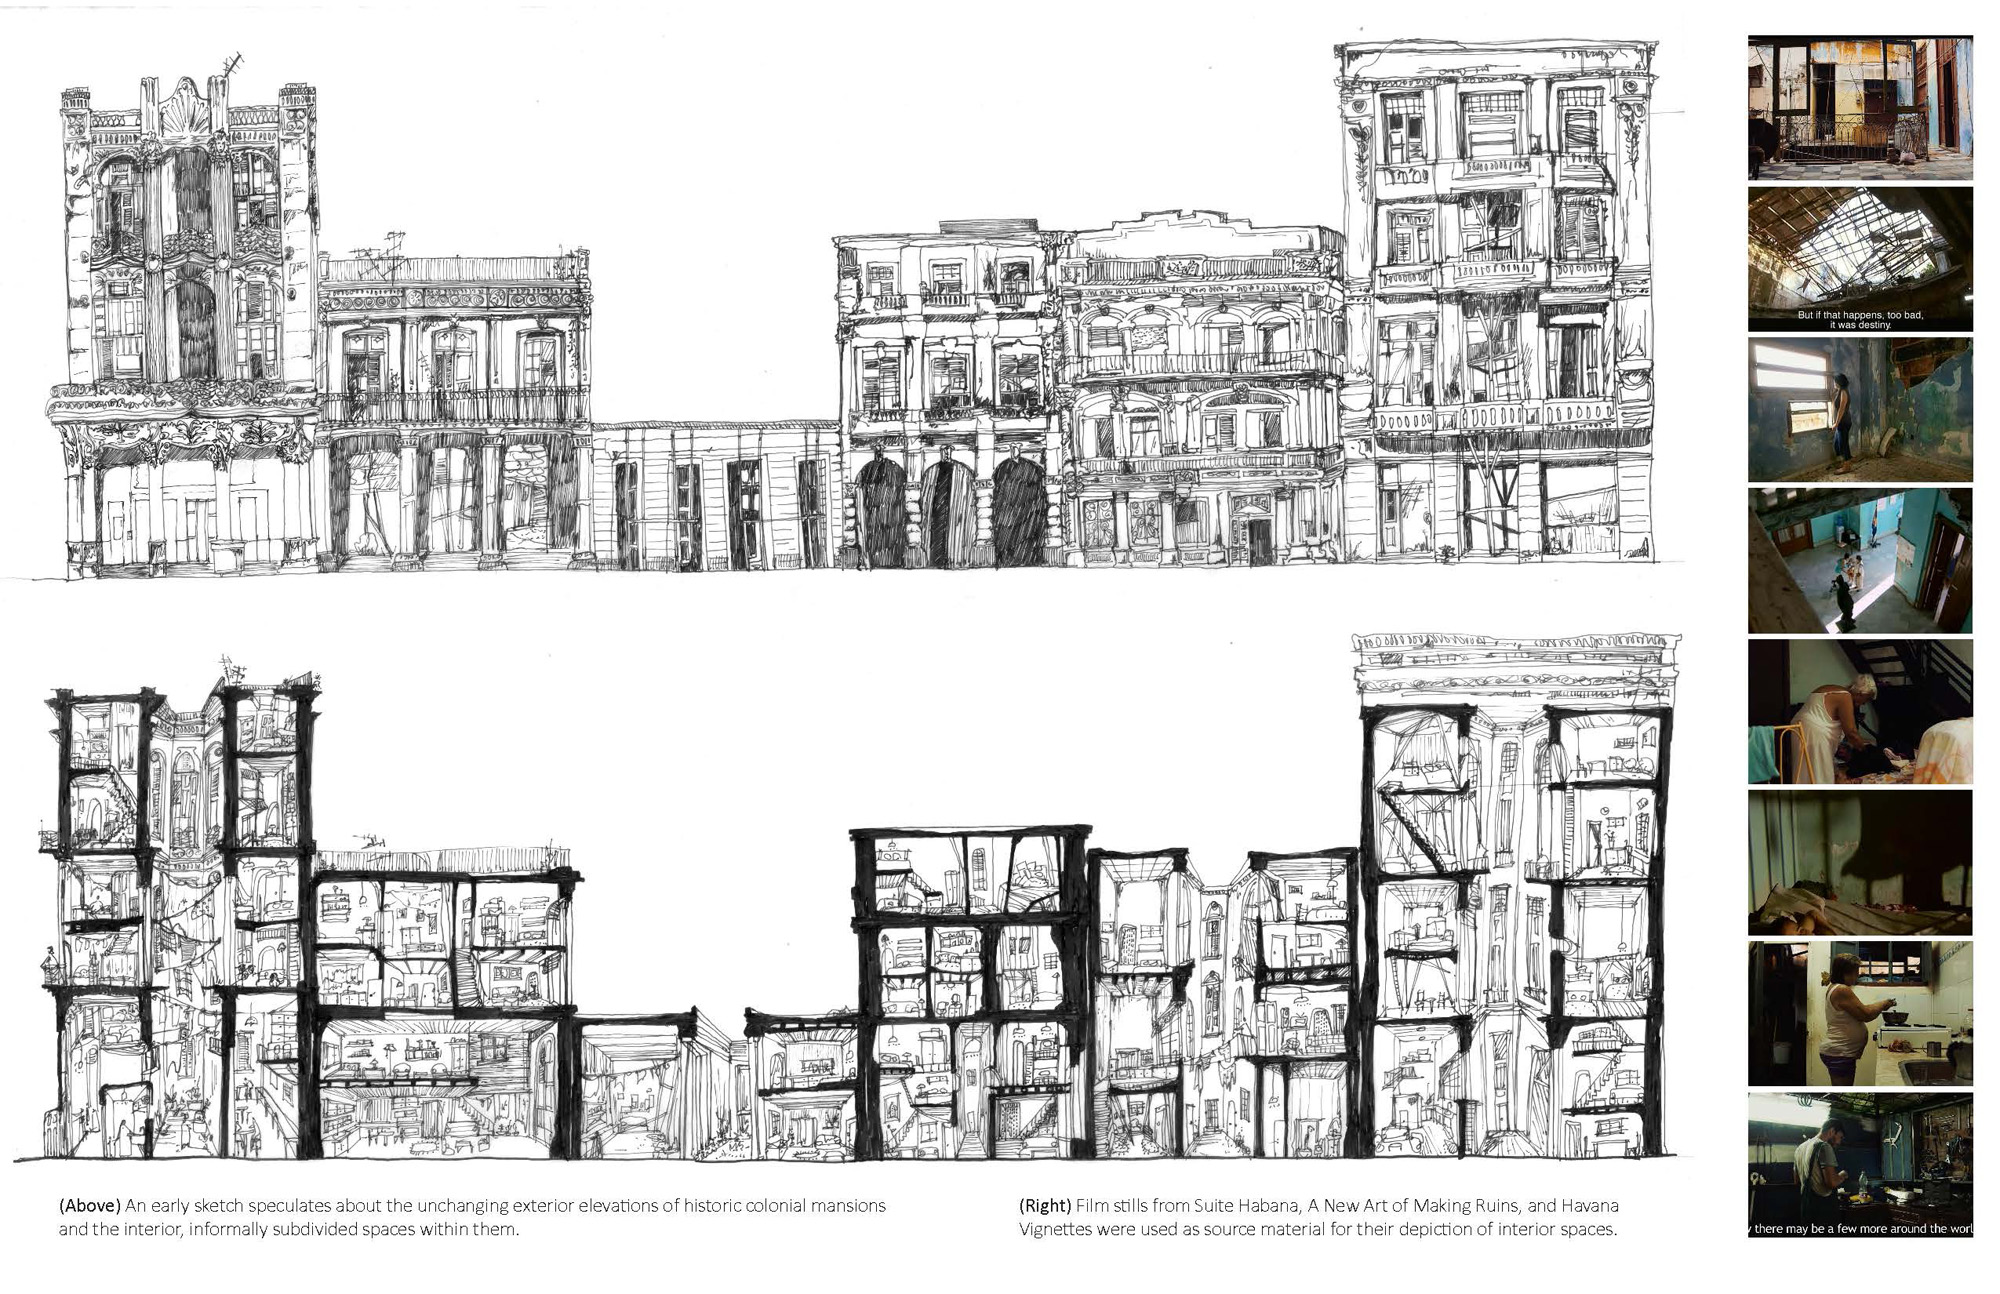 But if that happens, too bad,
it was destiny.
(Above) An early sketch speculates about the unchanging exterior elevations of historic colonial mansions
and the interior, informally subdivided spaces within them.
(Right) Film stills from Suite Habana, A New Art of Making Ruins, and Havana
Vignettes were used as source material for their depiction of interior spaces.
there may be a few more around the worl